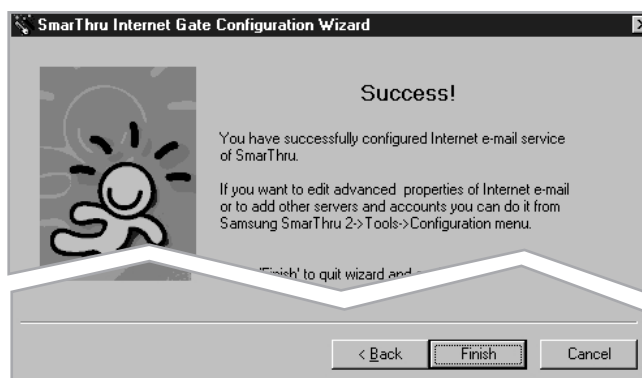 SmarThru Internet Gate Configuration Wizard
Success!
You have successfully configured Internet e-mail service
of SmarThru.
If you want to edit advanced properties of Internet e-mail
or to add other servers and accounts you can do it from
Samsung SmarThru 2->Tools->Configuration menu.
'Finish' to quit wizard and
< Back
Finish
Cancel